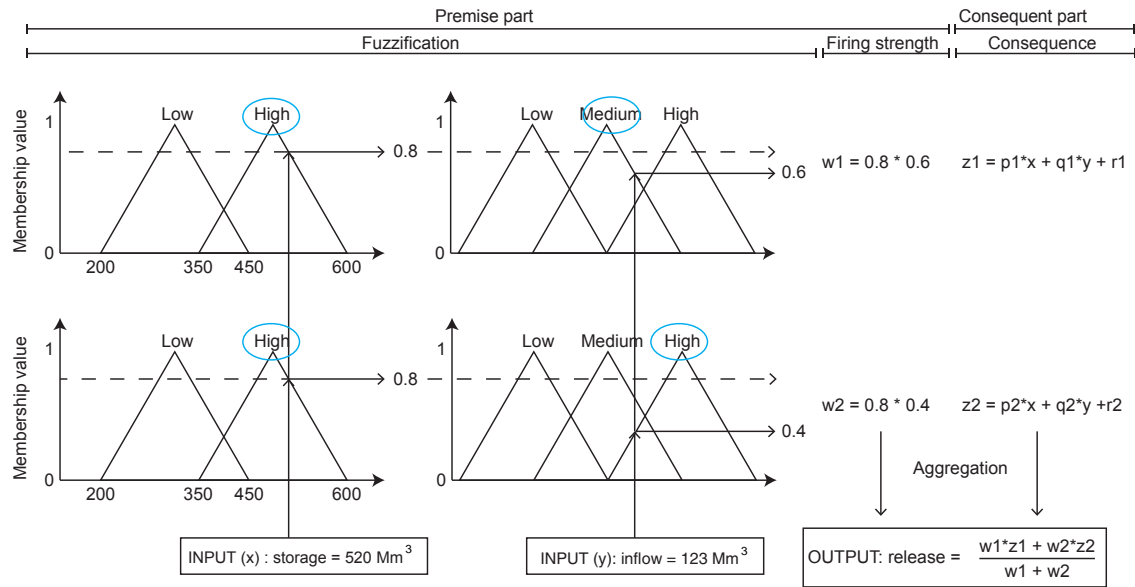 Premise part
Consequent part
Fuzzification
Firing strength
Consequence
Membership value
1
0
Low
High
200
350
450
600
0.8
1
0
Low
Medium
High
0.6
w1 = 0.8 * 0.6
z1 = p1*x + q1*y + r1
Membership value
1
0
Low
High
200
350
450
600
0.8
1
0
Low
Medium
High
0.4
w2 = 0.8 * 0.4
z2 = p2*x + q2*y +r2
Aggregation
INPUT (x) : storage = 520 Mm³
INPUT (y): inflow = 123 Mm³
OUTPUT: release = w1*z1 + w2*z2
w1 + w2